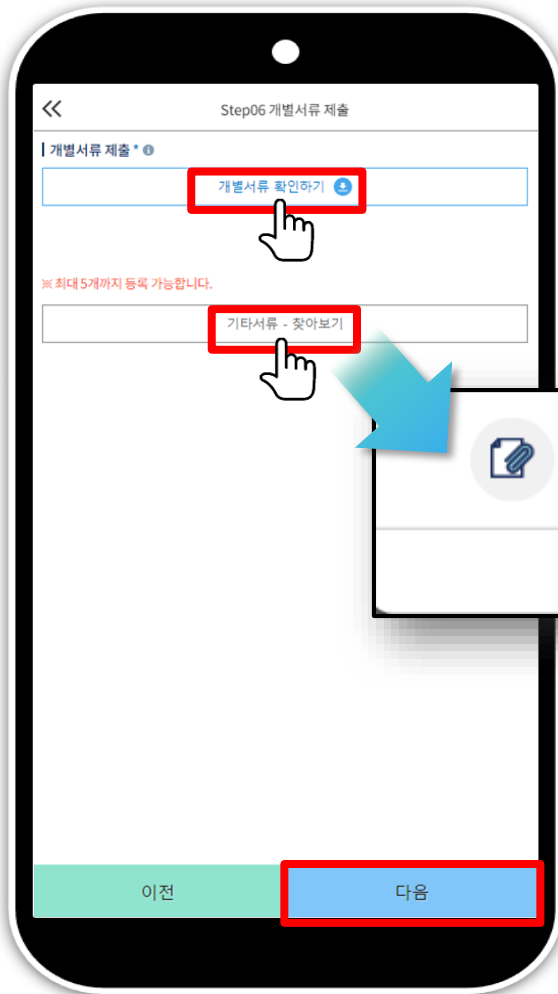 Step06 개별서류 제출
개별서류 제출 *
개별서류 확인하기
※ 최대 5개까지 등록 가능합니다.
기타서류 - 찾아보기
이전
다음